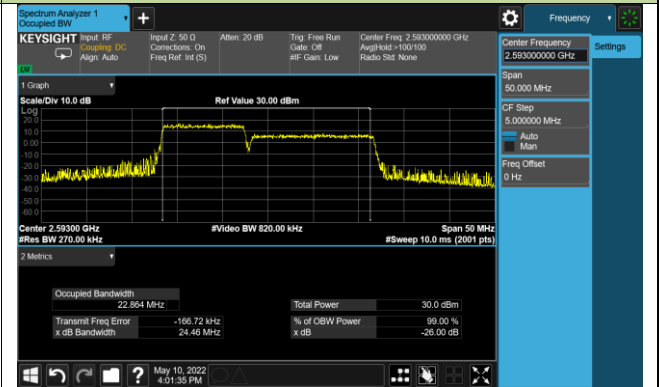 Spectrum Analyzer 1
Occupied BW
Frequency
KEYSIGHT
Input: RF
Coupling: DC
Align: Auto
Input Z: 50 Ω
Corrections: On
Freq Ref: Int (S)
Atten: 20 dB
Trig: Free Run
Gate: Off
#IF Gain: Low
Center Freq: 2.593000000 GHz
Avg|Hold:>100/100
Radio Std: None
Center Frequency
2.593000000 GHz
Settings
Span
50.000 MHz
CF Step
5.000000 MHz
Auto
Man
Freq Offset
0 Hz
1 Graph
Scale/Div 10.0 dB
Ref Value 30.00 dBm
Log
20.0
10.0
0.00
-10.0
-20.0
-30.0
-40.0
-50.0
-60.0
Center 2.59300 GHz
#Video BW 820.00 kHz
Span 50 MHz
#Res BW 270.00 kHz
#Sweep 10.0 ms (2001 pts)
2 Metrics
Occupied Bandwidth
22.864 MHz
Total Power 30.0 dBm
Transmit Freq Error -166.72 kHz
% of OBW Power 99.00 %
x dB Bandwidth 24.46 MHz
x dB -26.00 dB
?
May 10, 2022
4:01:35 PM